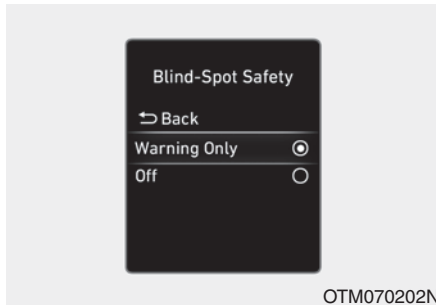 Blind-Spot Safety
Back
Warning Only
Off
OTM070202N